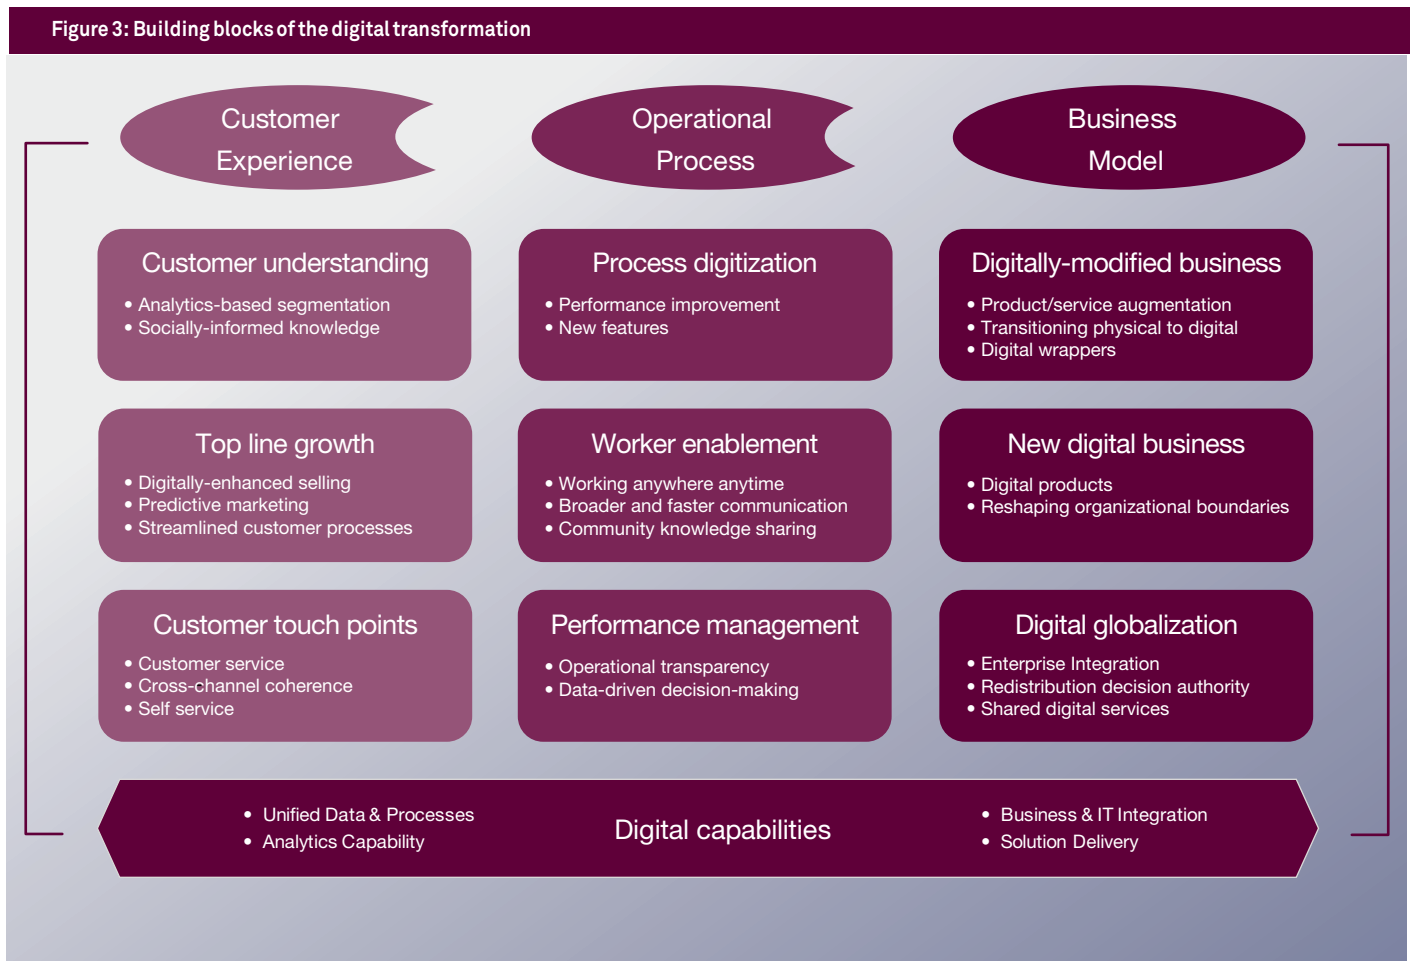 Figure 3: Building blocks of the digital transformation
Customer
Experience
Operational
Process
Business
Model
Customer understanding
• Analytics-based segmentation
• Socially-informed knowledge
Process digitization
• Performance improvement
• New features
Digitally-modified business
• Product/service augmentation
• Transitioning physical to digital
• Digital wrappers
Top line growth
• Digitally-enhanced selling
• Predictive marketing
• Streamlined customer processes
Worker enablement
• Working anywhere anytime
• Broader and faster communication
• Community knowledge sharing
New digital business
• Digital products
• Reshaping organizational boundaries
Customer touch points
• Customer service
• Cross-channel coherence
• Self service
Performance management
• Operational transparency
• Data-driven decision-making
Digital globalization
• Enterprise Integration
• Redistribution decision authority
• Shared digital services
• Unified Data & Processes
• Analytics Capability
Digital capabilities
• Business & IT Integration
• Solution Delivery